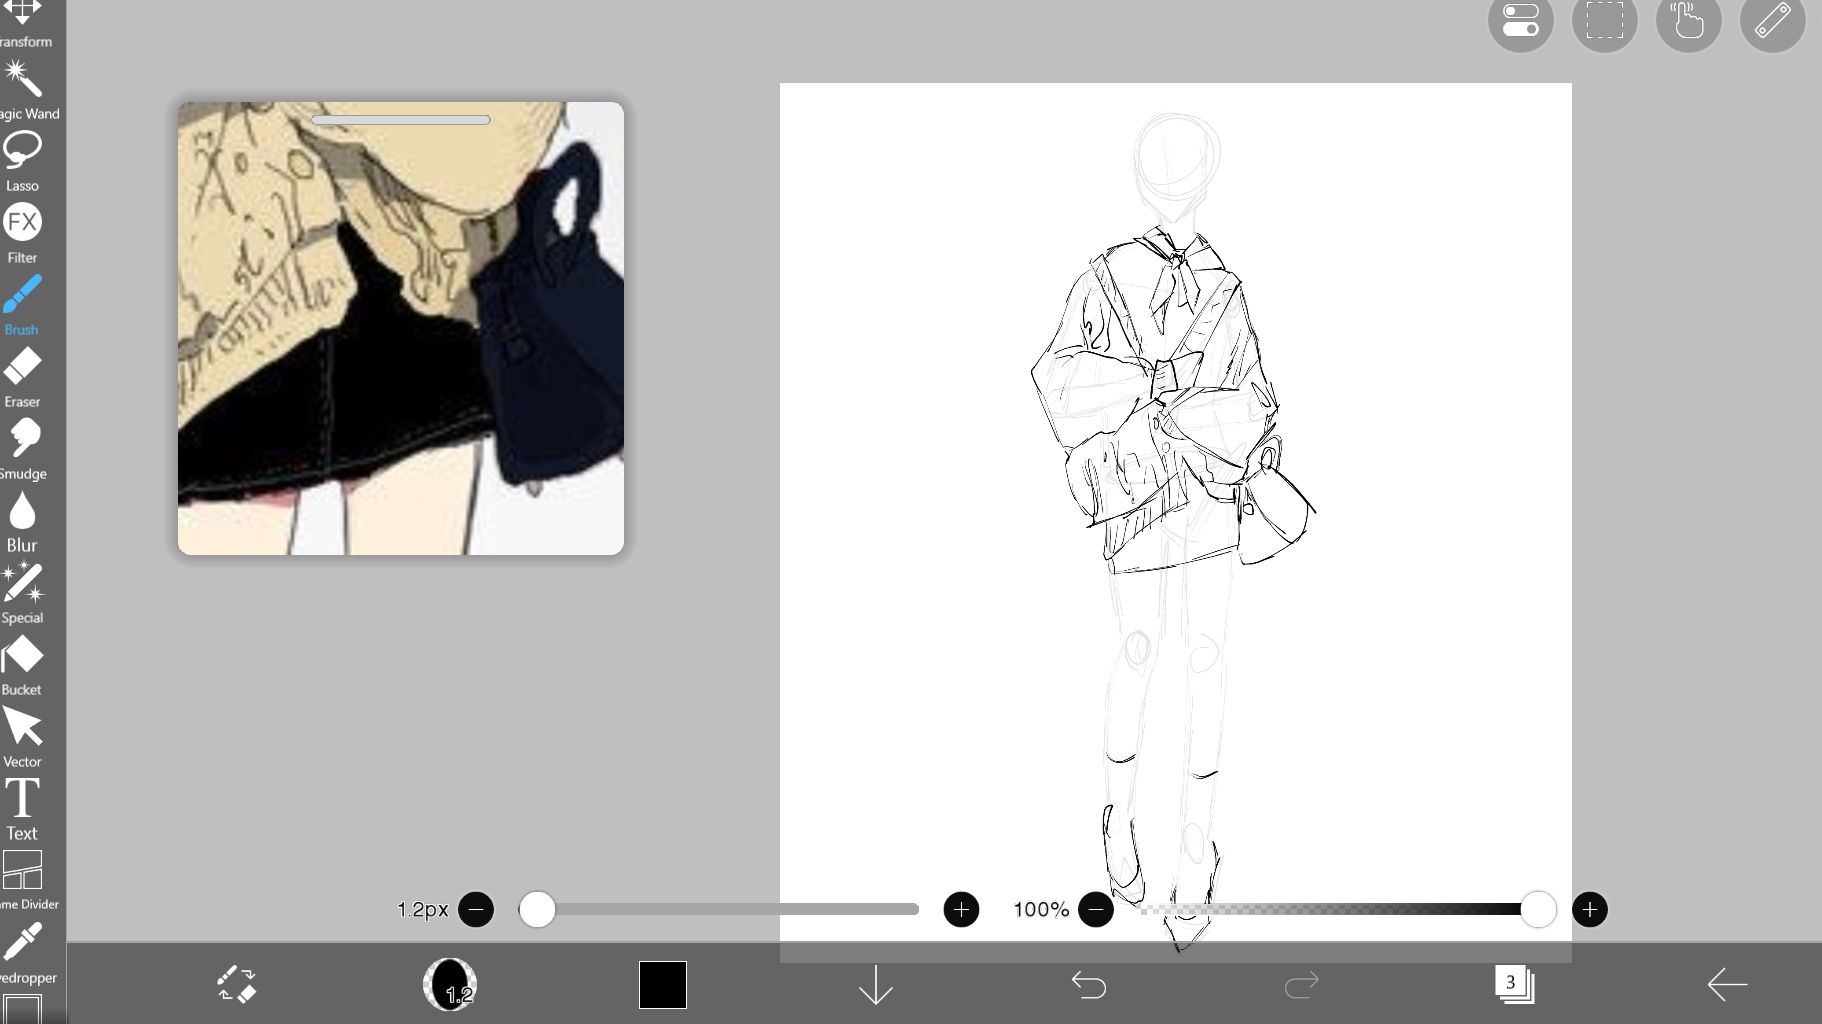 ransform
agic Wand
Lasso
FX
Filter
Brush
Eraser
Smudge
Blur
Special
Bucket
Vector
T
Text
me Divider
yedropper
1.2px
100%
1.2
3